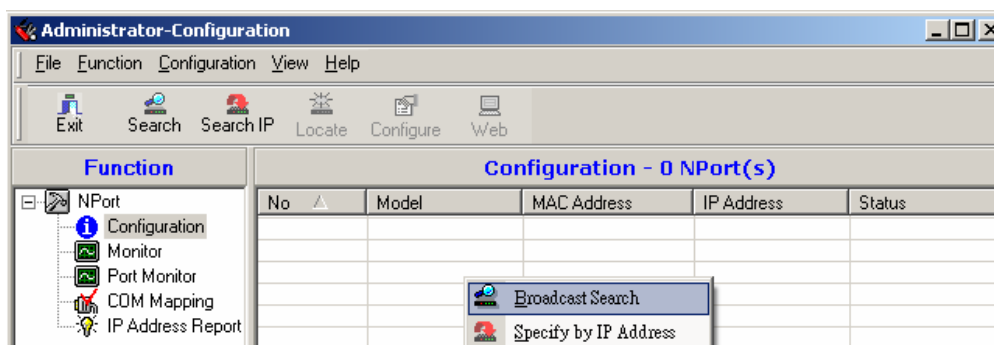 Administrator-Configuration
File Function Configuration View Help
Exit Search Search IP Locate Configure Web
Function
Configuration - 0 NPort(s)
NPort
Configuration
Monitor
Port Monitor
COM Mapping
IP Address Report
No Model MAC Address IP Address Status
Broadcast Search
Specify by IP Address